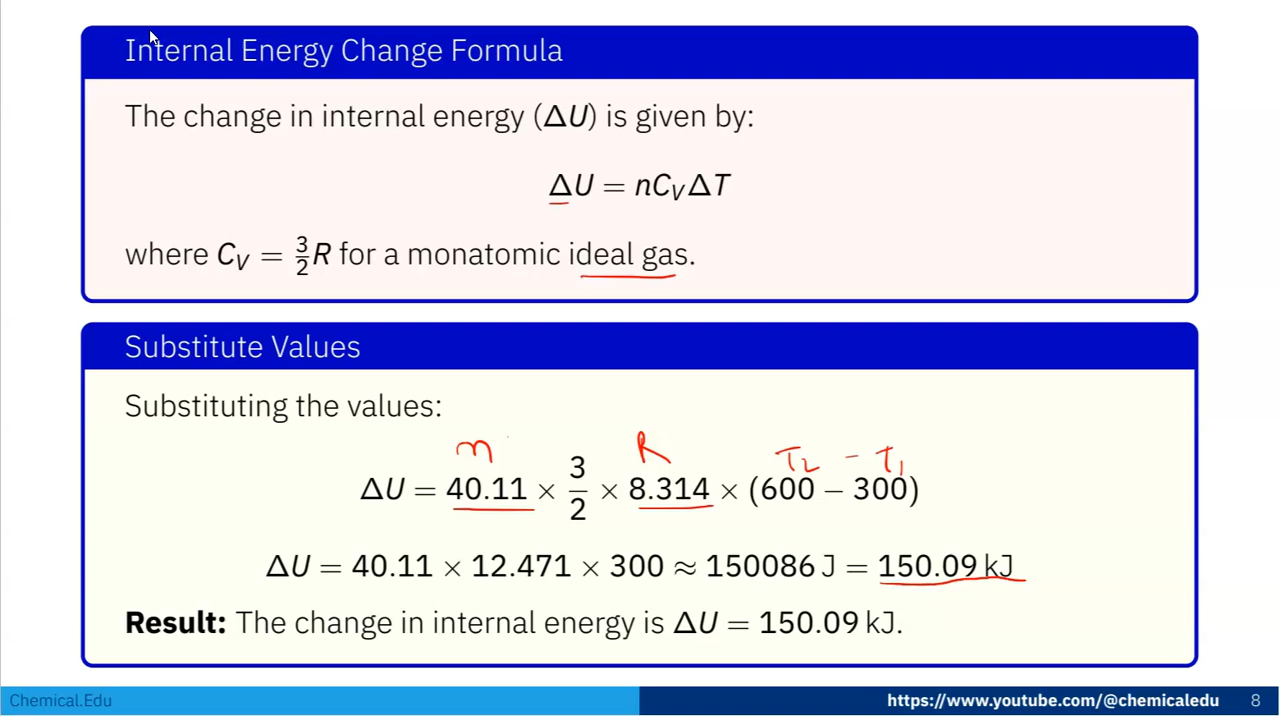 Internal Energy Change Formula
The change in internal energy (ΔU) is given by:
ΔU = nC_VΔT
where C_V = 3/2 R for a monatomic ideal gas.
Substitute Values
Substituting the values:
n R T₂ - T₁
ΔU = 40.11 × 3/2 × 8.314 × (600 − 300)
ΔU = 40.11 × 12.471 × 300 ≈ 150086 J = 150.09 kJ
Result: The change in internal energy is ΔU = 150.09 kJ.
Chemical.Edu https://www.youtube.com/@chemicaledu 8